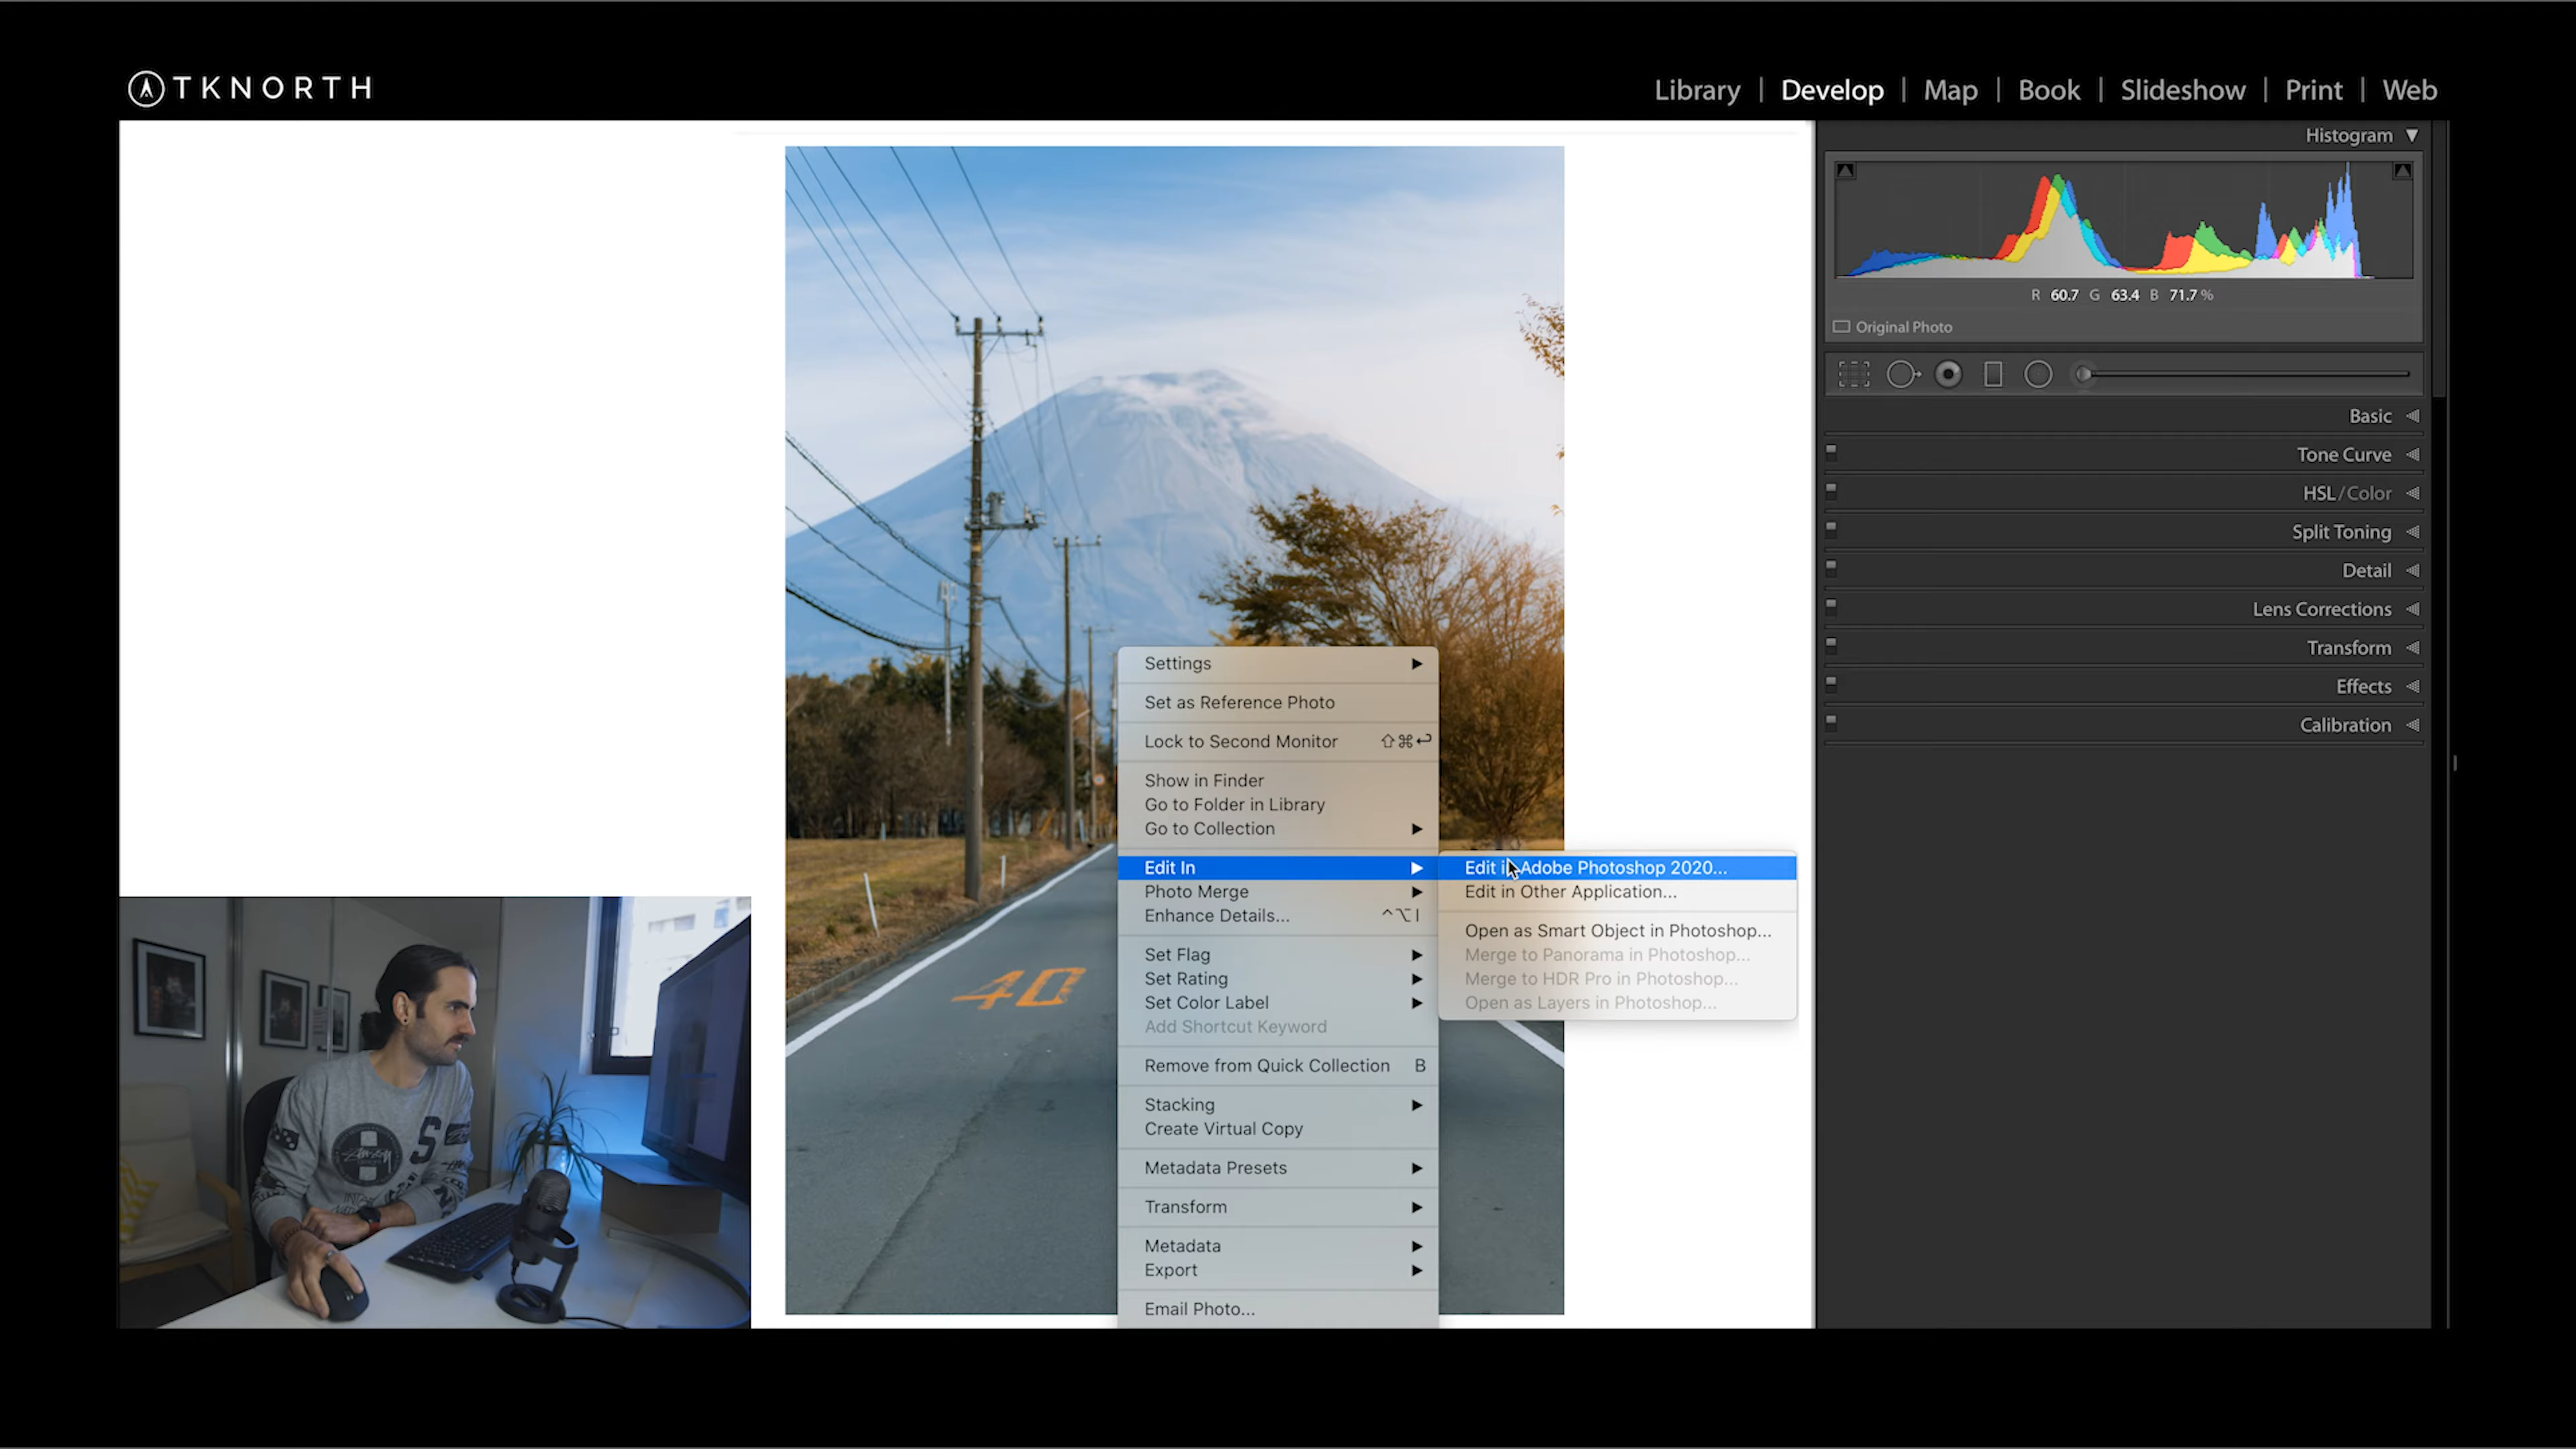 TKNORTH
Library | Develop | Map | Book | Slideshow | Print | Web
Histogram
R 60.7 G 63.4 B 71.7 %
Original Photo
Basic
Tone Curve
HSL / Color
Split Toning
Detail
Lens Corrections
Transform
Effects
Calibration
Settings
Set as Reference Photo
Lock to Second Monitor ⇧⌘↩
Show in Finder
Go to Folder in Library
Go to Collection
Edit In
Photo Merge
Enhance Details... ^⌥I
Set Flag
Set Rating
Set Color Label
Add Shortcut Keyword
Remove from Quick Collection B
Stacking
Create Virtual Copy
Metadata Presets
Transform
Metadata
Export
Email Photo...
Edit in Adobe Photoshop 2020...
Edit in Other Application...
Open as Smart Object in Photoshop...
Merge to Panorama in Photoshop...
Merge to HDR Pro in Photoshop...
Open as Layers in Photoshop...
40
S